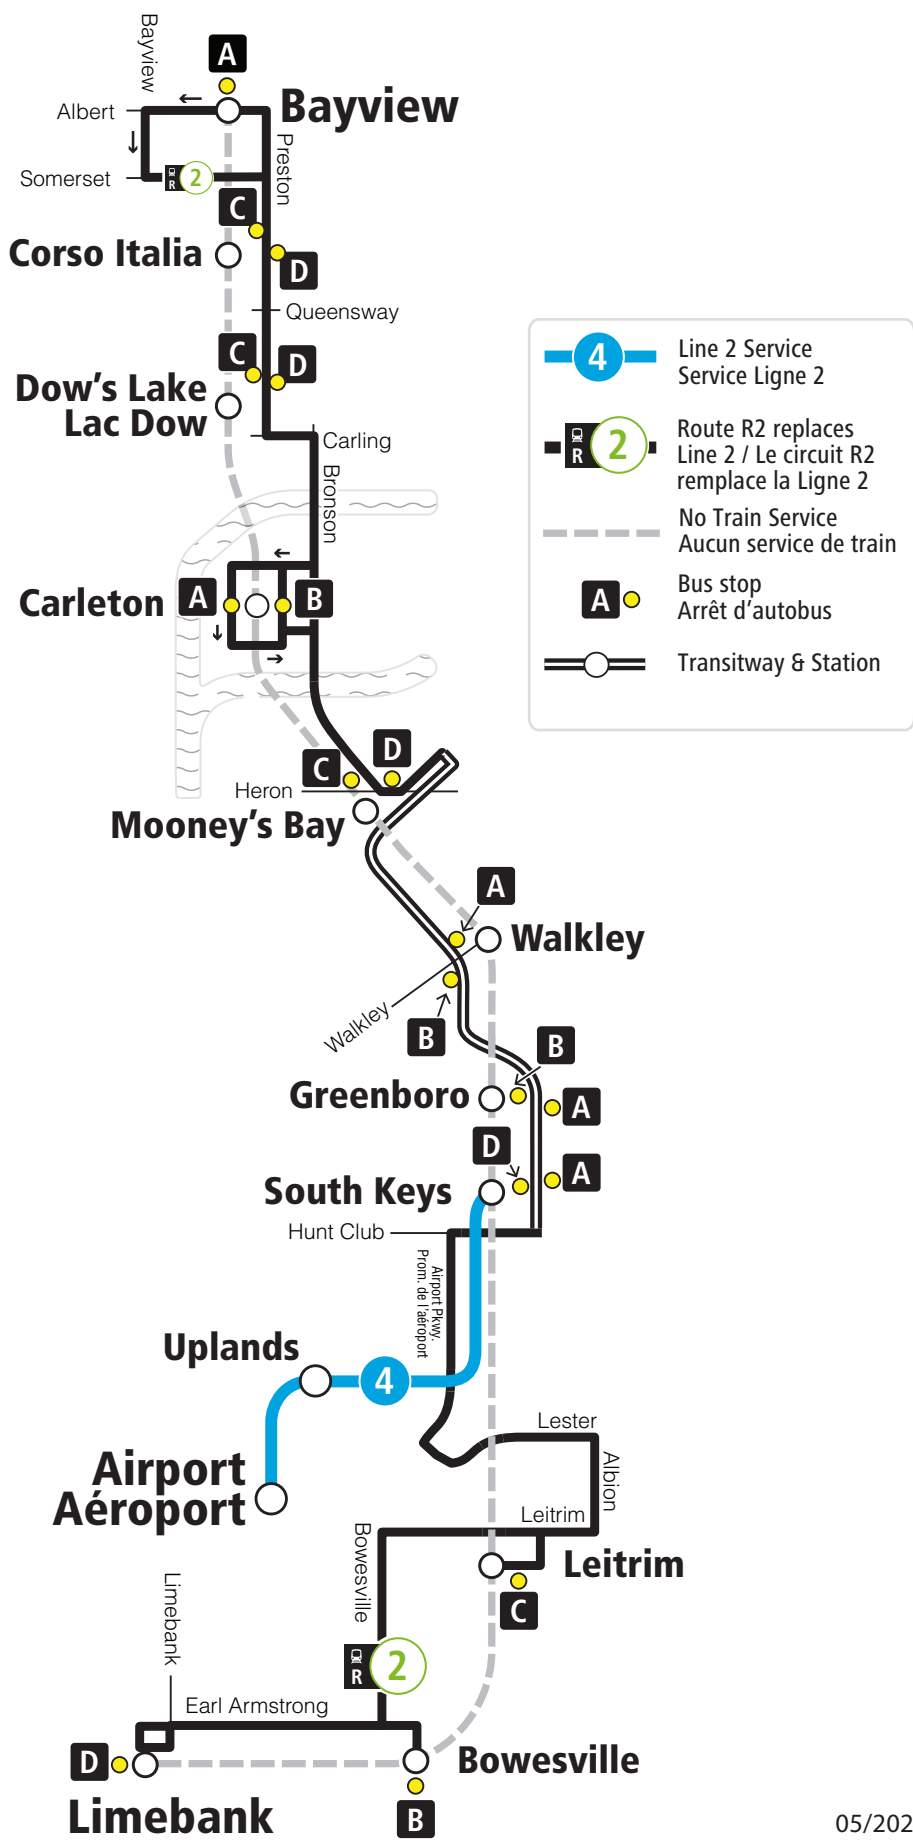 Bayview
A
Albert
Bayview
Preston
Somerset
R 2
C
Corso Italia
D
Queensway
C
D
Dow's Lake
Lac Dow
Carling
Bronson
Carleton
A
B
D
C
Heron
Mooney's Bay
A
Walkley
Walkley
B
B
Greenboro
A
D
A
South Keys
Hunt Club
Airport Pkwy.
Prom. de l'aéroport
Uplands
4
Lester
Airport
Aéroport
Albion
Leitrim
Bowesville
Leitrim
C
Limebank
R 2
Earl Armstrong
D
Bowesville
Limebank
B
4
Line 2 Service
Service Ligne 2
R 2
Route R2 replaces
Line 2 / Le circuit R2
remplace la Ligne 2
No Train Service
Aucun service de train
A
Bus stop
Arrêt d'autobus
Transitway & Station
05/202